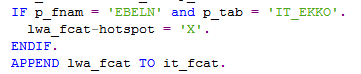 IF p_fnam = 'EBELN' and p_tab = 'IT_EKKO'.
lwa_fcat-hotspot = 'X'.
ENDIF.
APPEND lwa_fcat TO it_fcat.